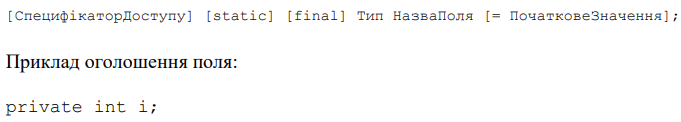 [СпецифікаторДоступу] [static] [final] Тип НазваПоля [= ПочатковеЗначення];
Приклад оголошення поля:
private int i;